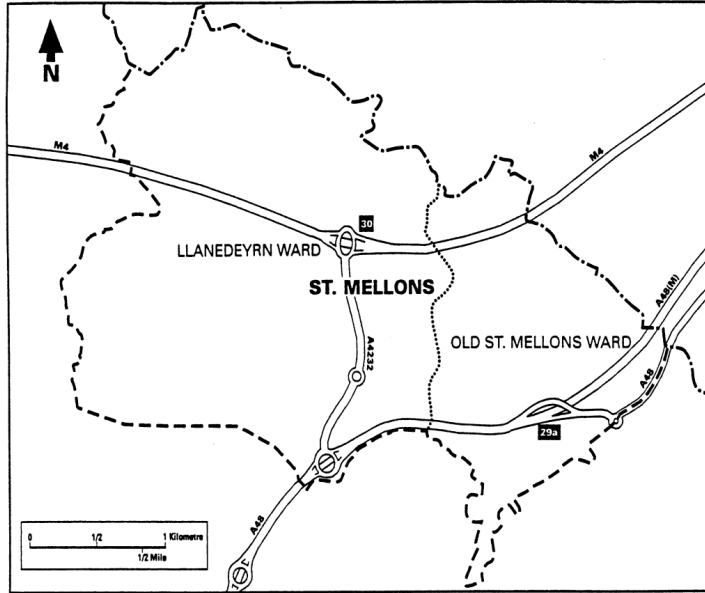 N
M4
M4
30
LLANEDEYRN WARD
ST. MELLONS
A48(M)
A4232
OLD ST. MELLONS WARD
A48
29a
A48
0 1/2 1 Kilometre
1/2 Mile